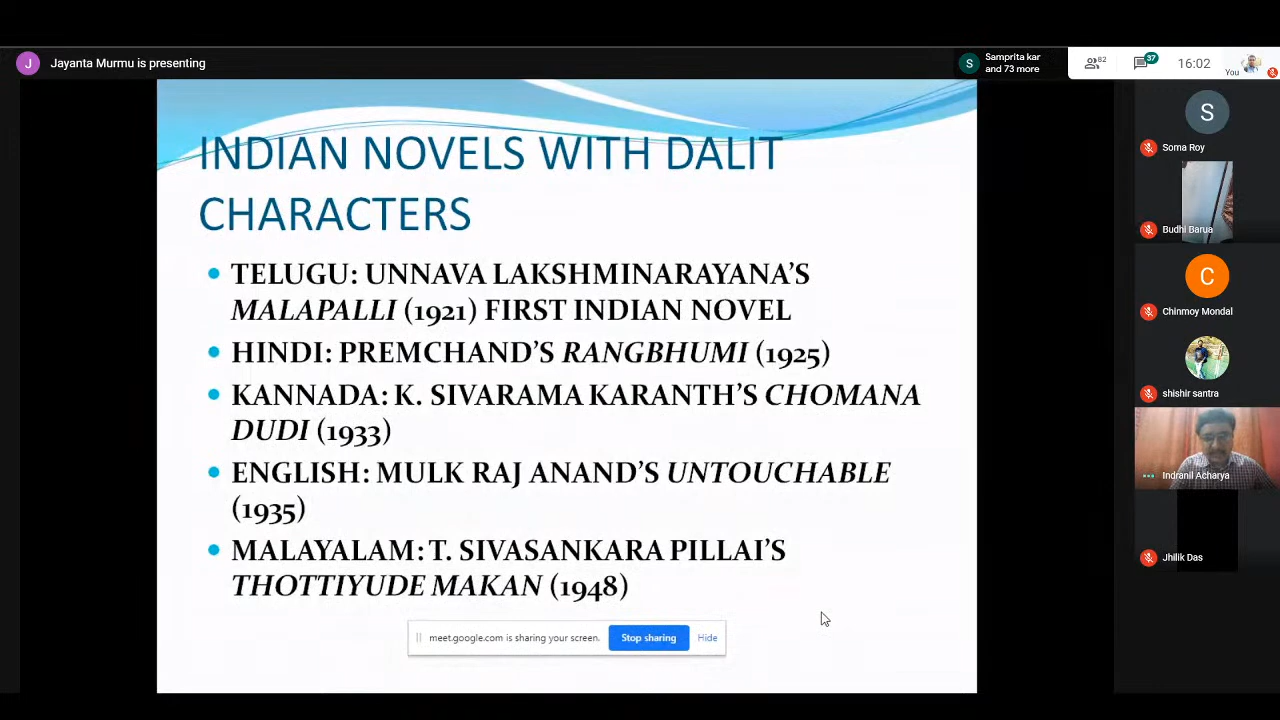 J Jayanta Murmu is presenting
S Samprita kar
and 73 more
82
37
16:02
You
INDIAN NOVELS WITH DALIT
CHARACTERS
TELUGU: UNNAVA LAKSHMINARAYANA'S
MALAPALLI (1921) FIRST INDIAN NOVEL
HINDI: PREMCHAND'S RANGBHUMI (1925)
KANNADA: K. SIVARAMA KARANTH'S CHOMANA
DUDI (1933)
ENGLISH: MULK RAJ ANAND'S UNTOUCHABLE
(1935)
MALAYALAM: T. SIVASANKARA PILLAI'S
THOTTIYUDE MAKAN (1948)
meet.google.com is sharing your screen.
Stop sharing
Hide
S
Soma Roy
Budhi Barua
C
Chinmoy Mondal
shishir santra
Indranil Acharya
Jhilik Das